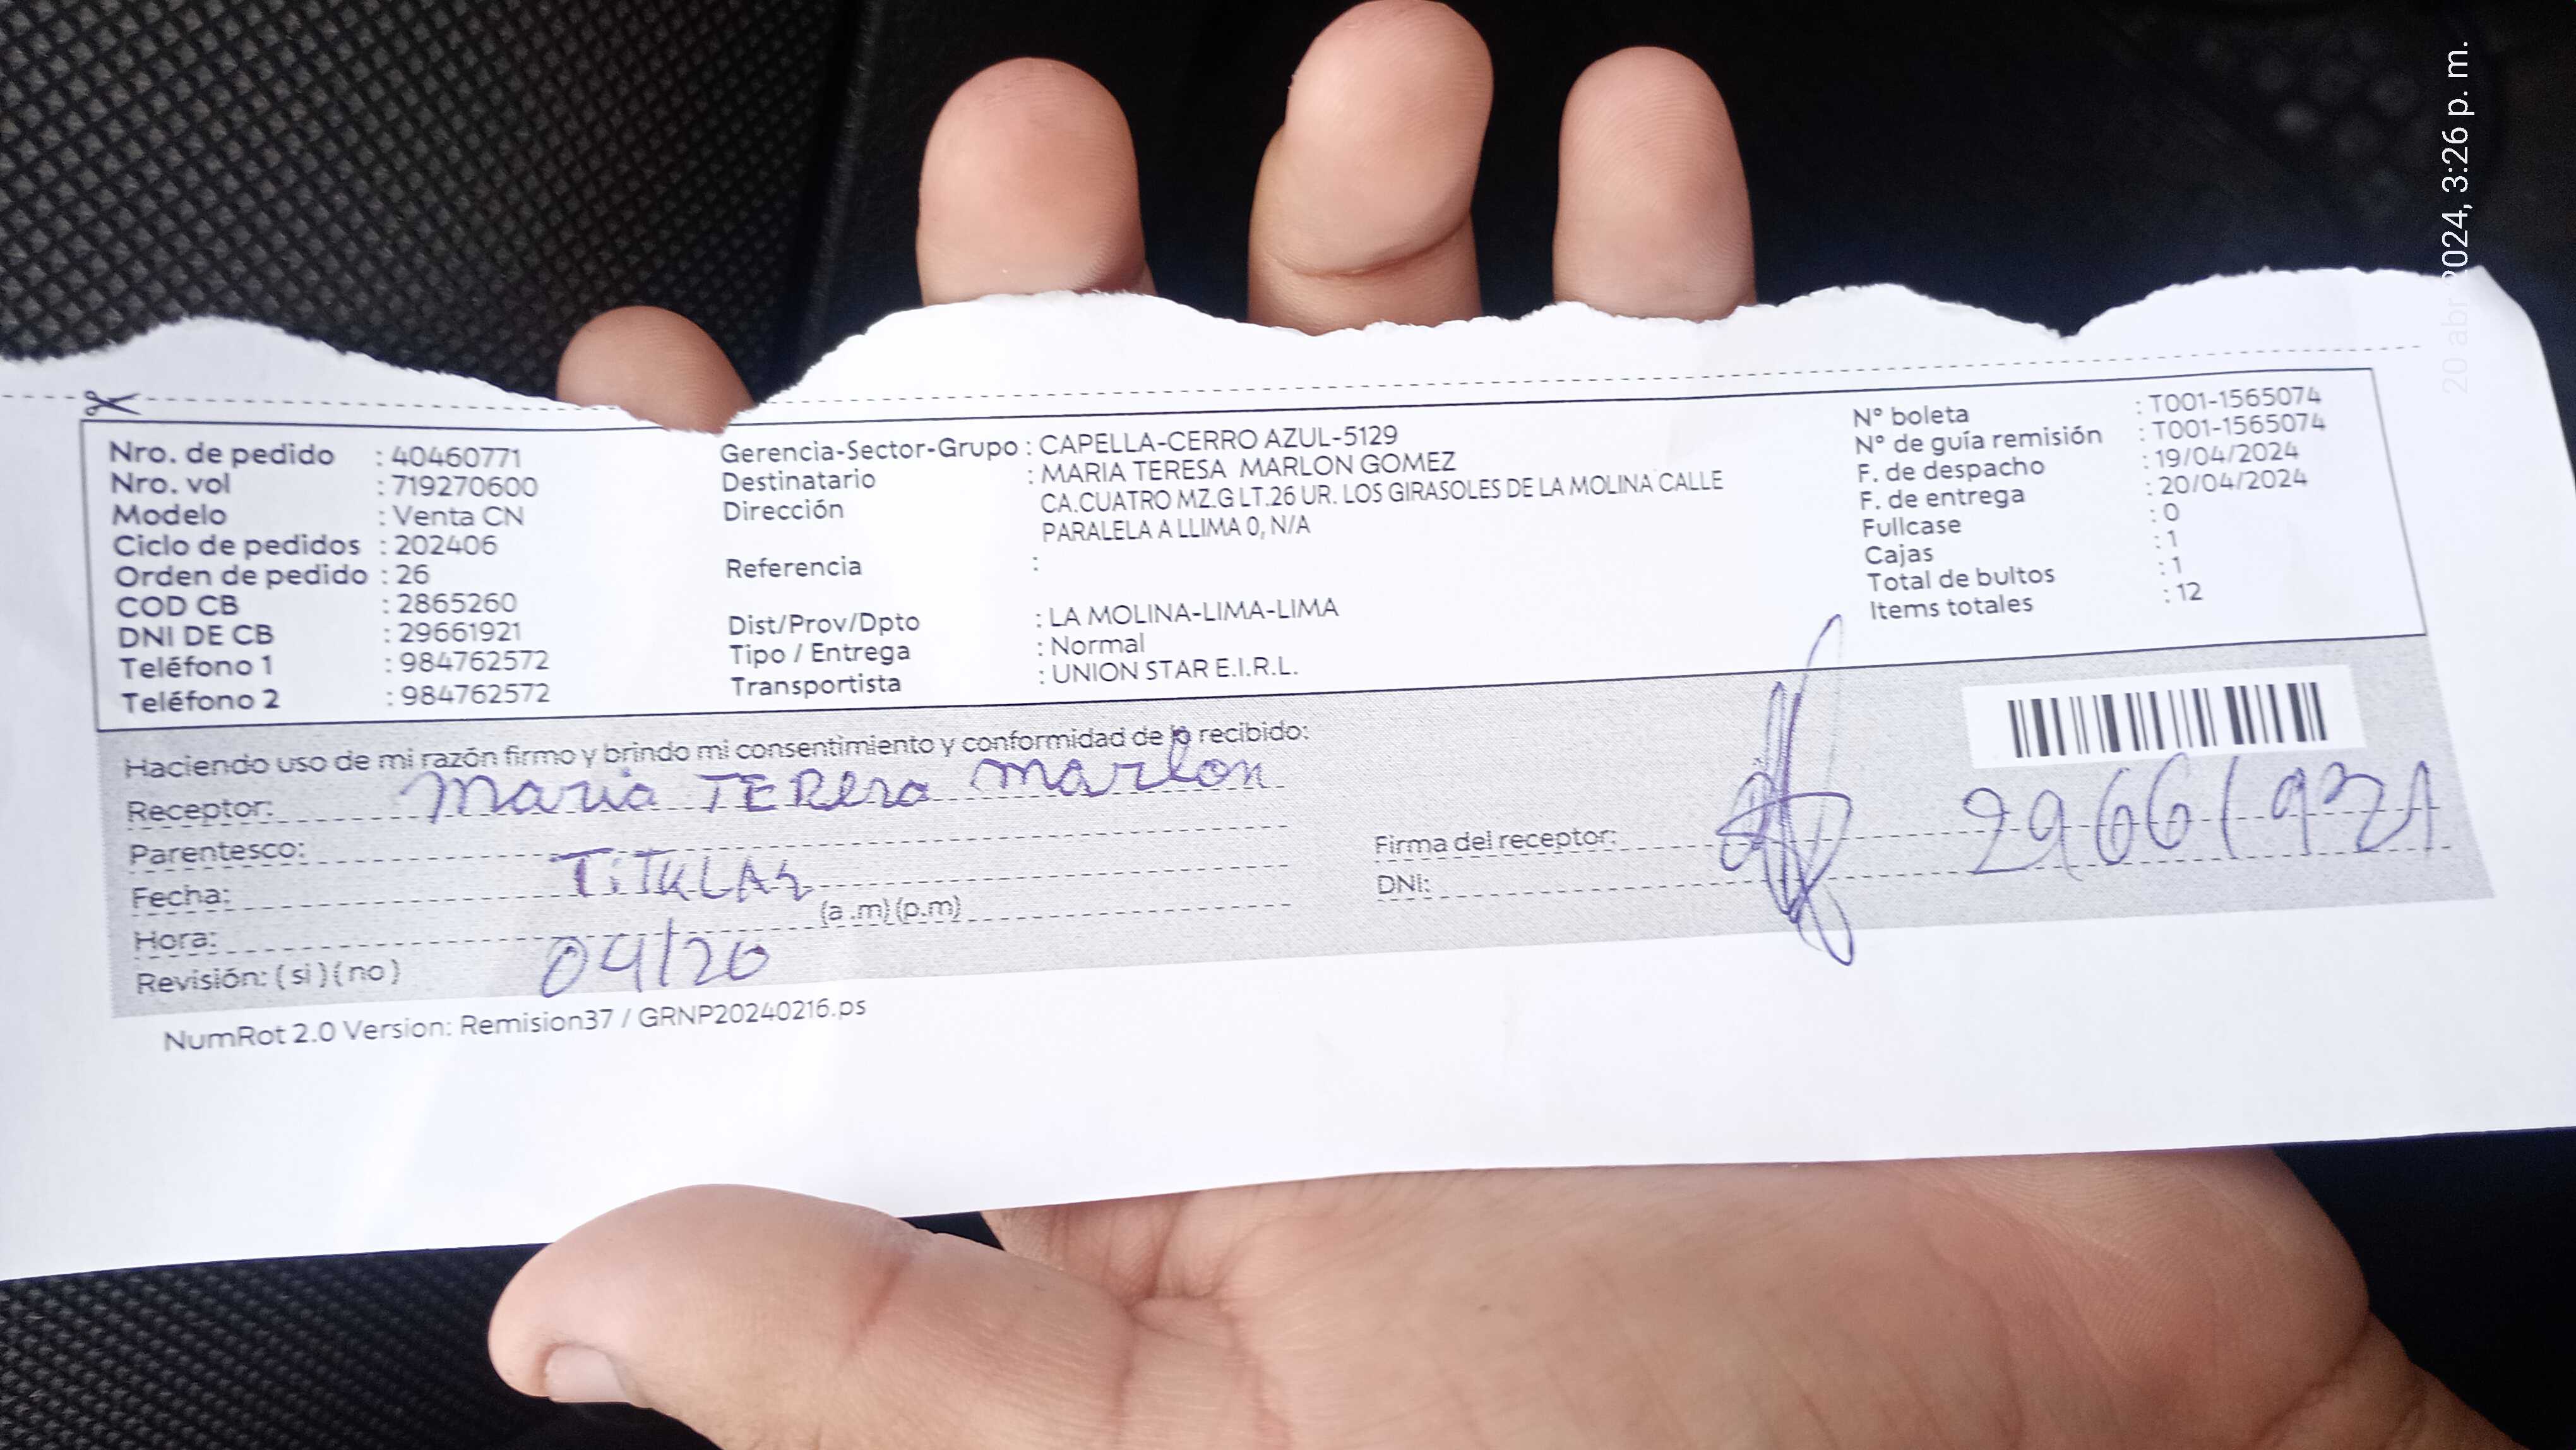 20 abr 2024, 3:26 p. m.
Nro. de pedido : 40460771
Nro. vol : 719270600
Modelo : Venta CN
Ciclo de pedidos : 202406
Orden de pedido : 26
COD CB : 2865260
DNI DE CB : 29661921
Teléfono 1 : 984762572
Teléfono 2 : 984762572
Gerencia-Sector-Grupo : CAPELLA-CERRO AZUL-5129
Destinatario : MARIA TERESA MARLON GOMEZ
Dirección CA.CUATRO MZ.G LT.26 UR. LOS GIRASOLES DE LA MOLINA CALLE
PARALELA A LLIMA 0, N/A
Referencia :
Dist/Prov/Dpto : LA MOLINA-LIMA-LIMA
Tipo / Entrega : Normal
Transportista : UNION STAR E.I.R.L.
N° boleta : T001-1565074
N° de guía remisión : T001-1565074
F. de despacho : 19/04/2024
F. de entrega : 20/04/2024
Fullcase : 0
Cajas : 1
Total de bultos : 1
Items totales : 12
Haciendo uso de mi razón firmo y brindo mi consentimiento y conformidad de lo recibido:
Receptor: Maria TERera Marlon
Parentesco: TiTULAR
Fecha:
Hora: (a .m) (p.m)
04/20
Revisión: ( si ) ( no )
Firma del receptor:
DNI: 29661921
NumRot 2.0 Version: Remision37 / GRNP20240216.ps